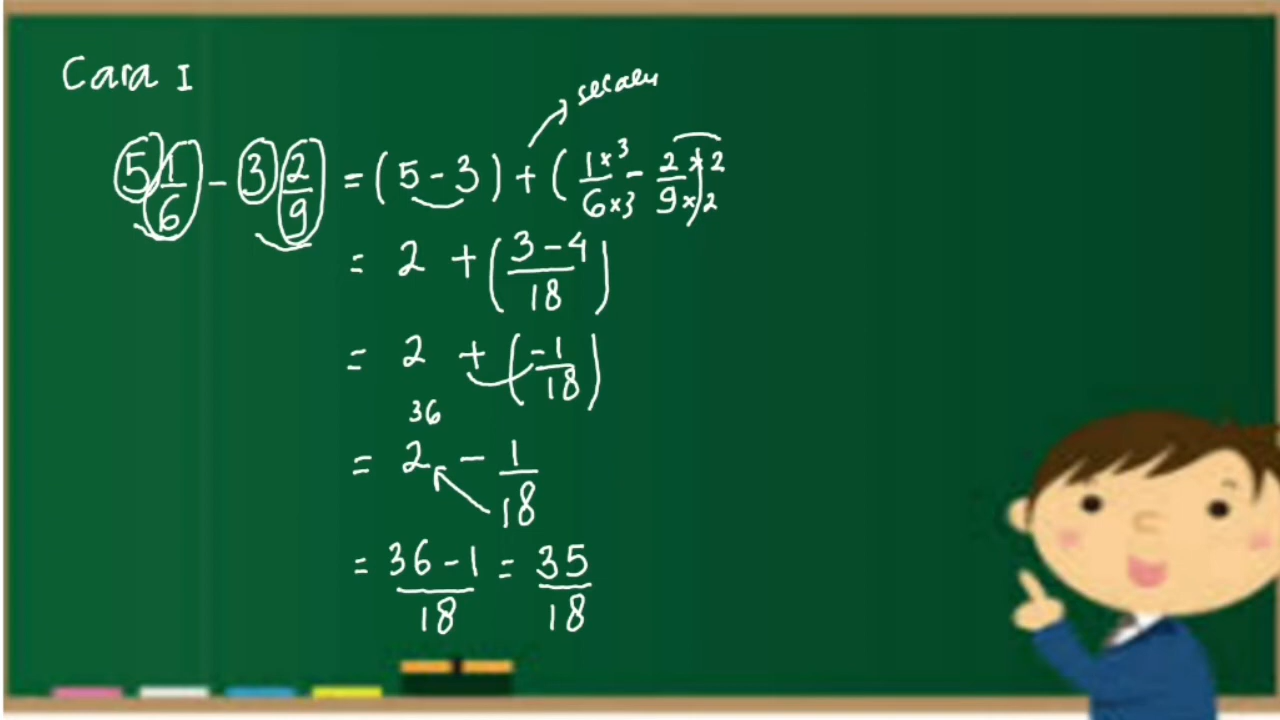 Cara I
selalu
5 1/6 - 3 2/9 = (5 - 3) + (1×3/6×3 - 2×2/9×2)
= 2 + (3 - 4/18)
= 2 + (-1/18)
36
= 2 - 1/18
= 36 - 1/18 = 35/18